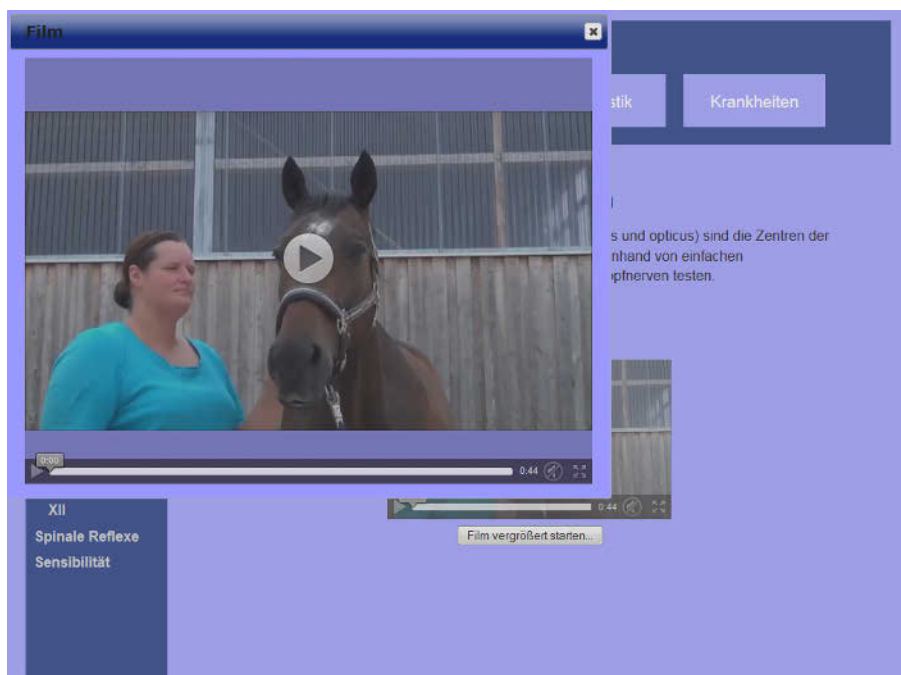 Film
stik
Krankheiten
s und opticus) sind die Zentren der
nhand von einfachen
opfnerven testen.
0:00
0:44
0:44
XII
Film vergrößert starten...
Spinale Reflexe
Sensibilität